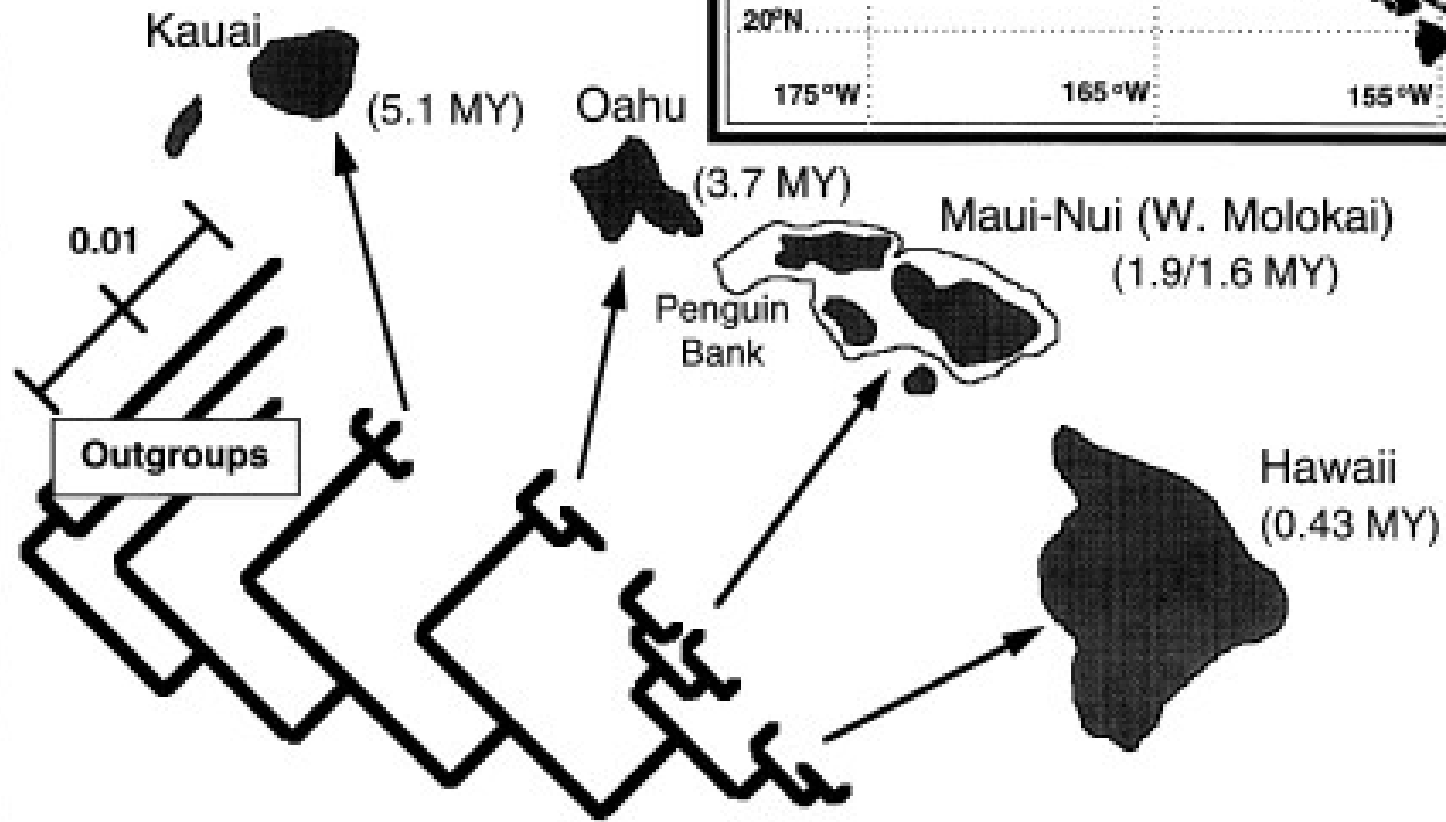 Kauai
(5.1 MY)
20°N
175°W
165°W
155°W
Oahu
(3.7 MY)
Maui-Nui (W. Molokai)
(1.9/1.6 MY)
0.01
Penguin
Bank
Outgroups
Hawaii
(0.43 MY)